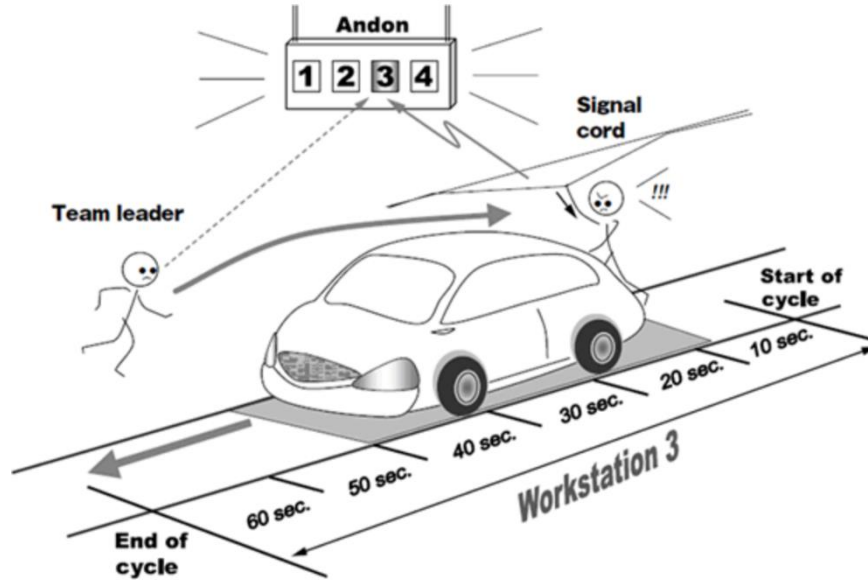 Andon
1 2 3 4
Signal
cord
!!!
Team leader
Start of
cycle
10 sec.
20 sec.
30 sec.
40 sec.
50 sec.
60 sec.
Workstation 3
End of
cycle